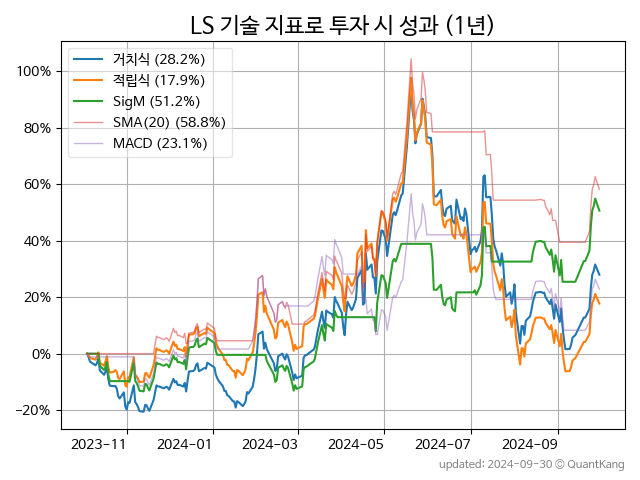 LS 기술 지표로 투자 시 성과 (1년)
거치식 (28.2%)
적립식 (17.9%)
SigM (51.2%)
SMA(20) (58.8%)
MACD (23.1%)
100%
80%
60%
40%
20%
0%
−20%
2023-11 2024-01 2024-03 2024-05 2024-07 2024-09
updated: 2024-09-30 © QuantKang